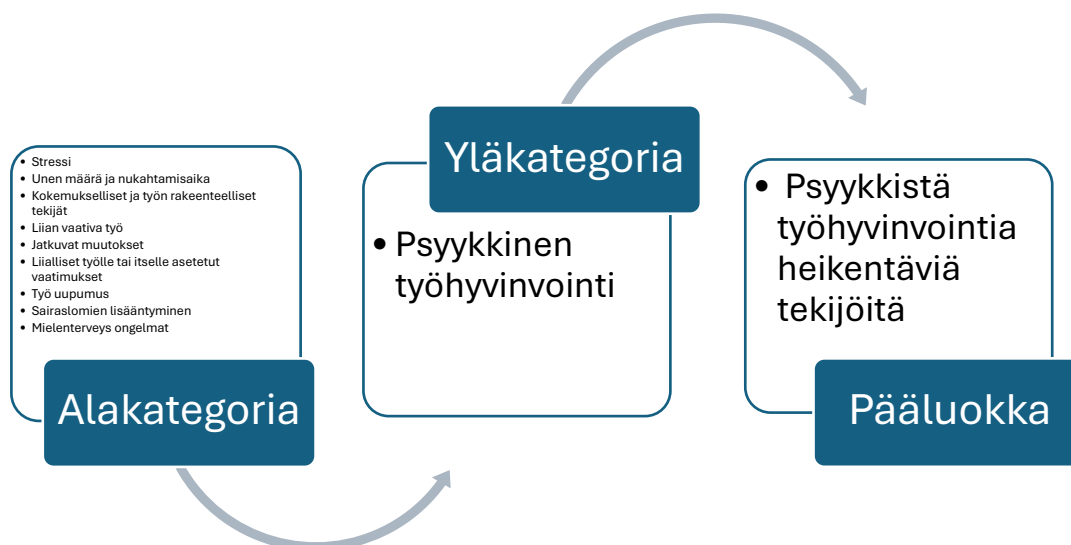 • Stressi
• Unen määrä ja nukahtamisaika
• Kokemukselliset ja työn rakeenteelliset
tekijät
• Liian vaativa työ
• Jatkuvat muutokset
• Liialliset työlle tai itselle asetetut
vaatimukset
• Työ uupumus
• Sairaslomien lisääntyminen
• Mielenterveys ongelmat
Alakategoria
Yläkategoria
• Psyykkinen
työhyvinvointi
• Psyykkistä
työhyvinvointia
heikentäviä
tekijöitä
Pääluokka